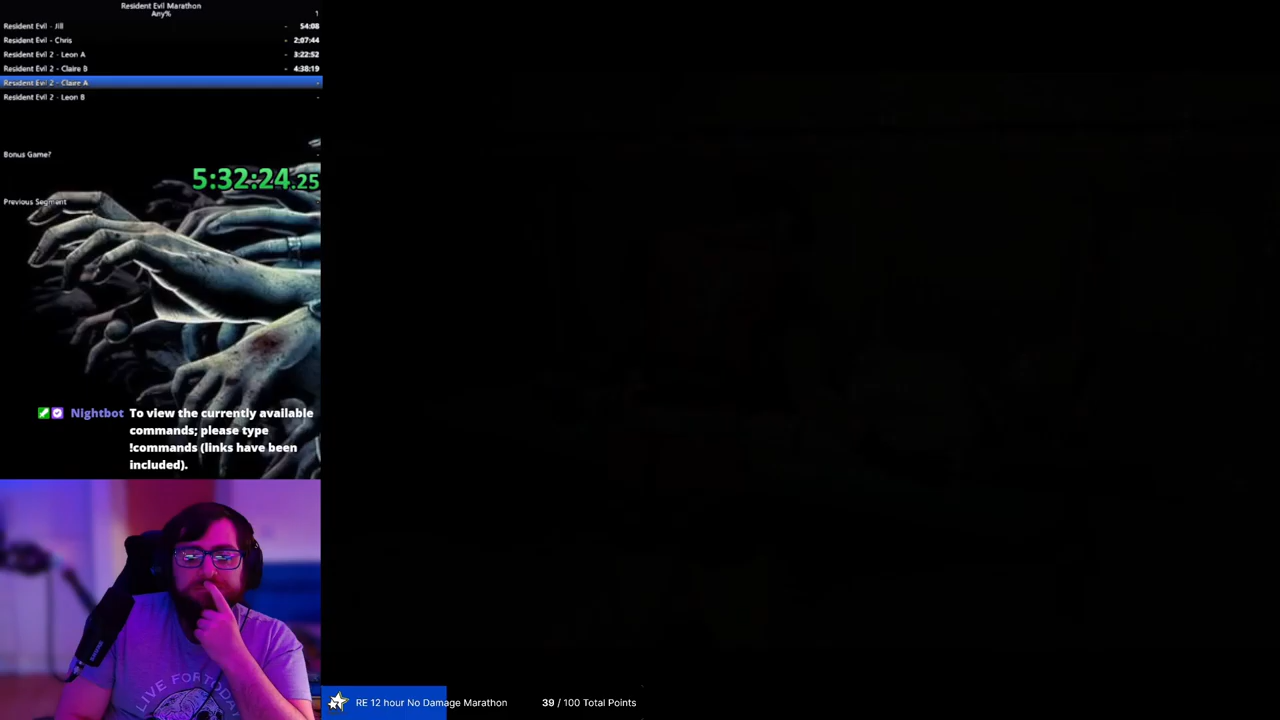 Resident Evil Marathon
Any%
1
Resident Evil - Jill - 54:08
Resident Evil - Chris - 2:07:44
Resident Evil 2 - Leon A - 3:22:52
Resident Evil 2 - Claire B - 4:38:19
Resident Evil 2 - Claire A -
Resident Evil 2 - Leon B -
Bonus Game? -
5:32:24.25
Previous Segment -
Nightbot To view the currently available
commands; please type
!commands (links have been
included).
LIVE FOR TODAY
RE 12 hour No Damage Marathon 39 / 100 Total Points